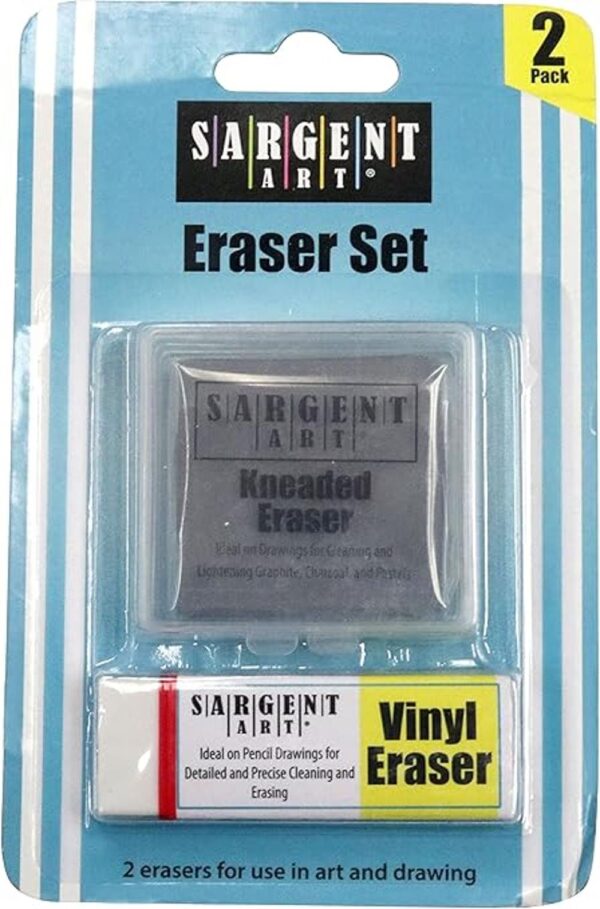 2
Pack
SARGENT
ART®
Eraser Set
SARGENT
ART
Kneaded
Eraser
Ideal on Drawings for Cleaning and
Lightening Graphite, Charcoal, and Pastels
SARGENT
ART®
Ideal on Pencil Drawings for
Detailed and Precise Cleaning and
Erasing
Vinyl
Eraser
2 erasers for use in art and drawing